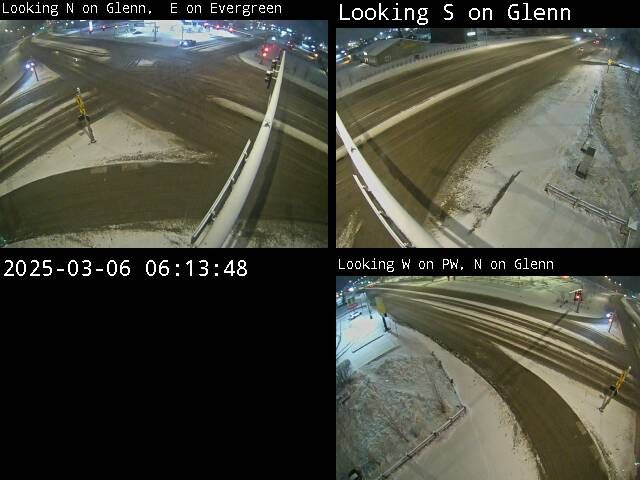 Looking N on Glenn, E on Evergreen
Looking S on Glenn
2025-03-06 06:13:48
Looking W on PW, N on Glenn